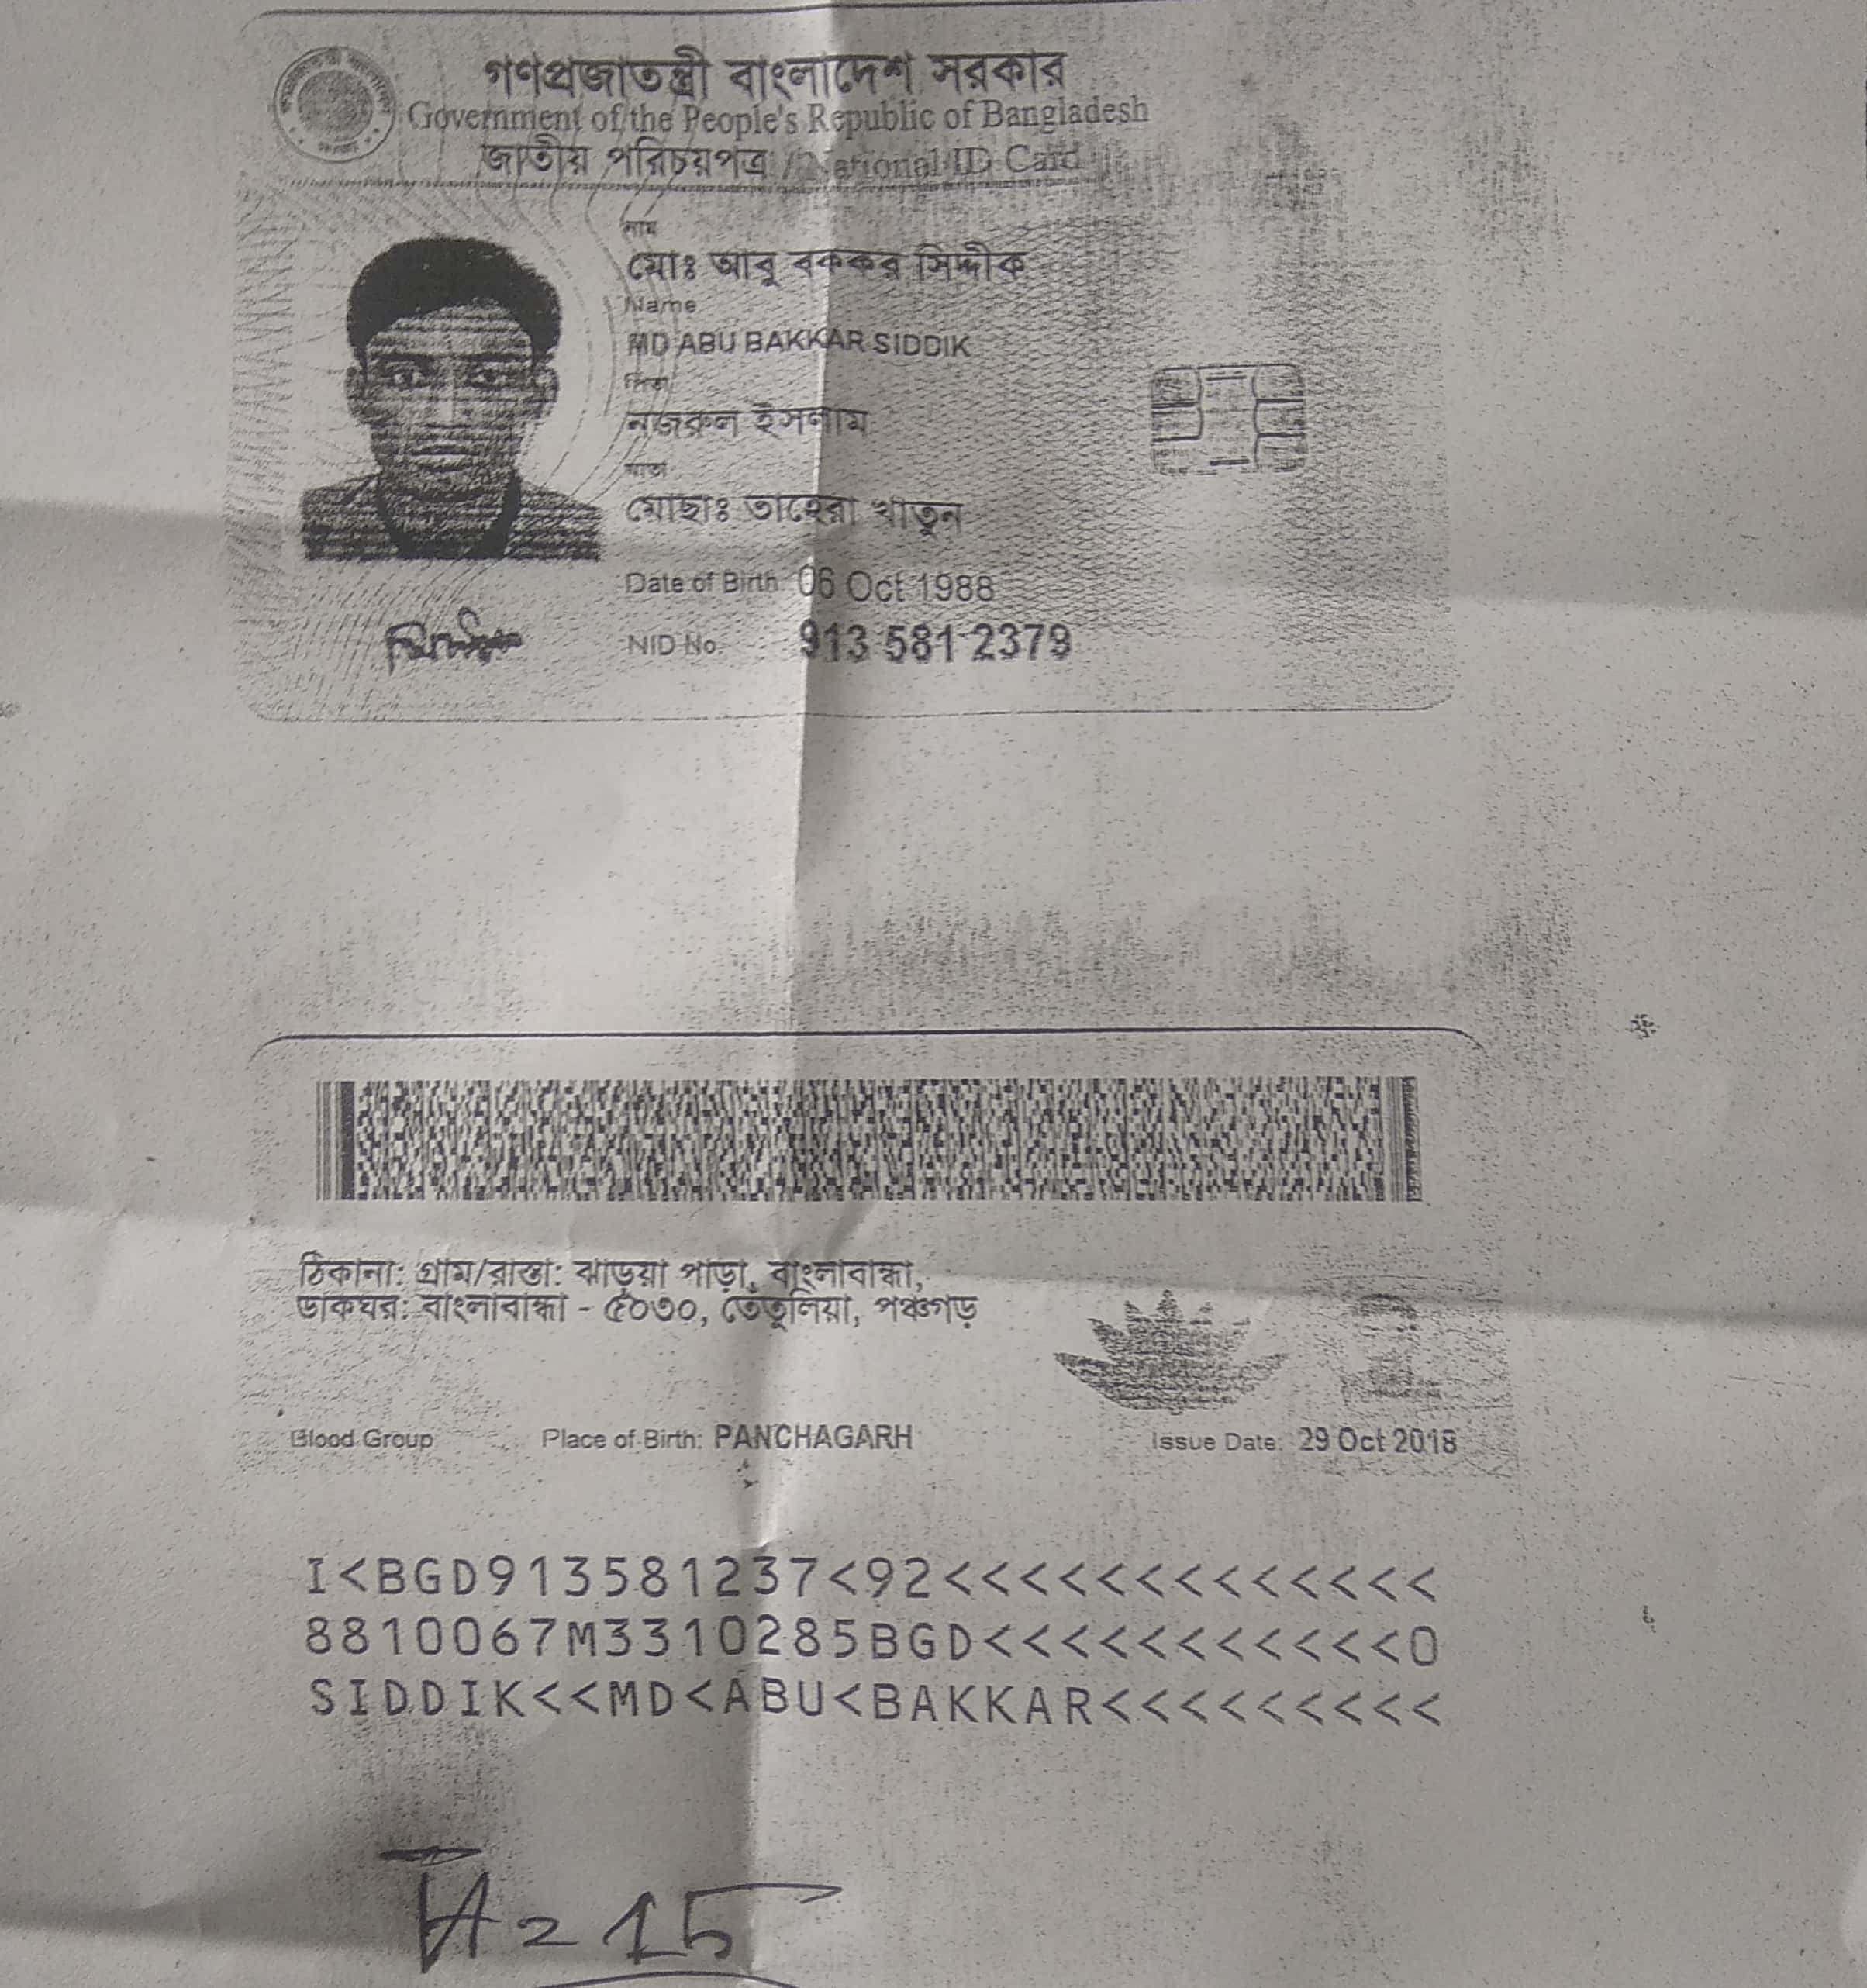 গণপ্রজাতন্ত্রী বাংলাদেশ সরকার
Government of the People's Republic of Bangladesh
জাতীয় পরিচয়পত্র / National ID Card
নাম
মোঃ আবু বককর সিদ্দীক
Name
MD ABU BAKKAR SIDDIK
পিতা
নজরুল ইসলাম
মাতা
মোছাঃ তাহেরা খাতুন
Date of Birth 06 Oct 1988
NID No. 913 581 2379
ঠিকানা: গ্রাম/রাস্তা: ঝাড়ুয়া পাড়া, বাংলাবান্ধা,
ডাকঘর: বাংলাবান্ধা - ৫০৩০, তেঁতুলিয়া, পঞ্চগড়
Blood Group Place of Birth: PANCHAGARH Issue Date: 29 Oct 2018
I<BGD913581237<92<<<<<<<<<<<<<
8810067M3310285BGD<<<<<<<<<<<0
SIDDIK<<MD<ABU<BAKKAR<<<<<<<<<
15